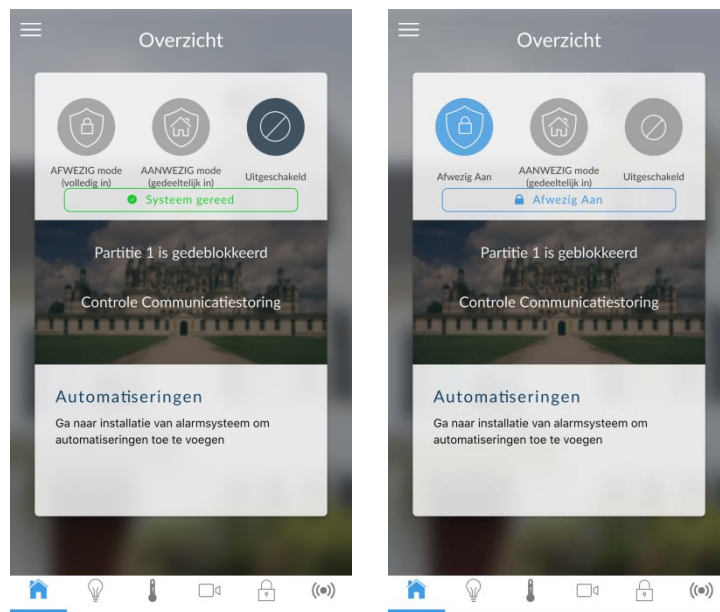 Overzicht
AFWEZIG mode
(volledig in)
AANWEZIG mode
(gedeeltelijk in)
Uitgeschakeld
Systeem gereed
Partitie 1 is gedeblokkeerd
Controle Communicatiestoring
Automatiseringen
Ga naar installatie van alarmsysteem om
automatiseringen toe te voegen
Overzicht
Afwezig Aan
AANWEZIG mode
(gedeeltelijk in)
Uitgeschakeld
Afwezig Aan
Partitie 1 is geblokkeerd
Controle Communicatiestoring
Automatiseringen
Ga naar installatie van alarmsysteem om
automatiseringen toe te voegen